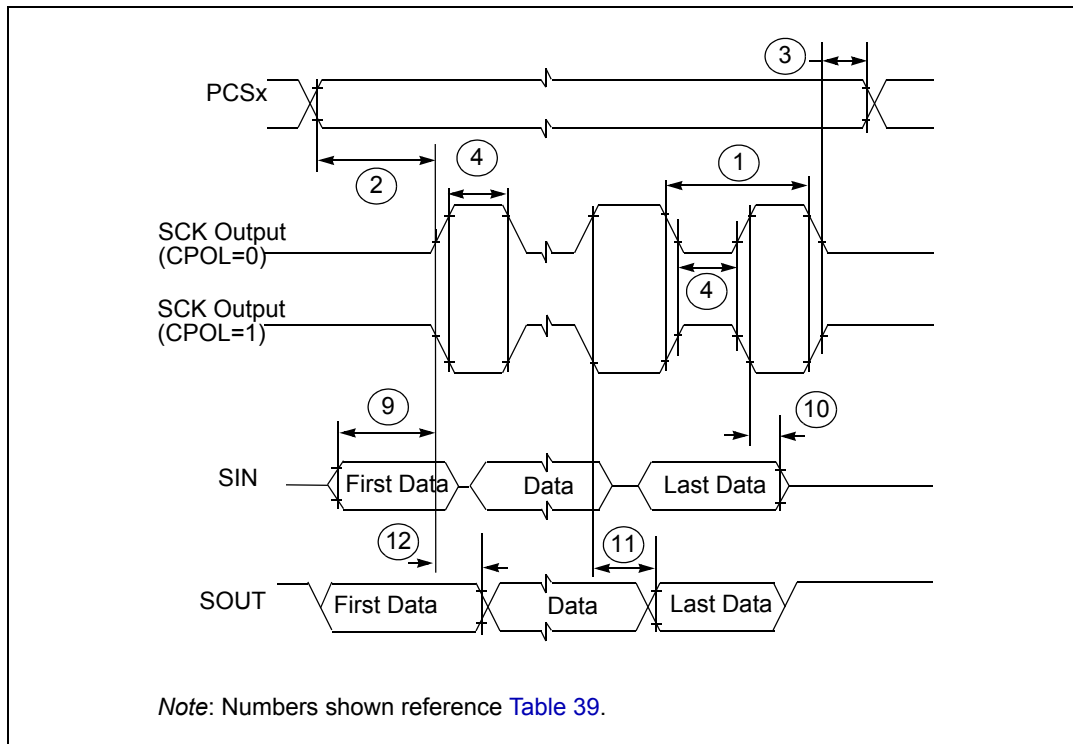 3
PCSx
2
4
1
SCK Output
(CPOL=0)
4
SCK Output
(CPOL=1)
9
10
SIN
First Data
Data
Last Data
12
11
SOUT
First Data
Data
Last Data
Note: Numbers shown reference Table 39.